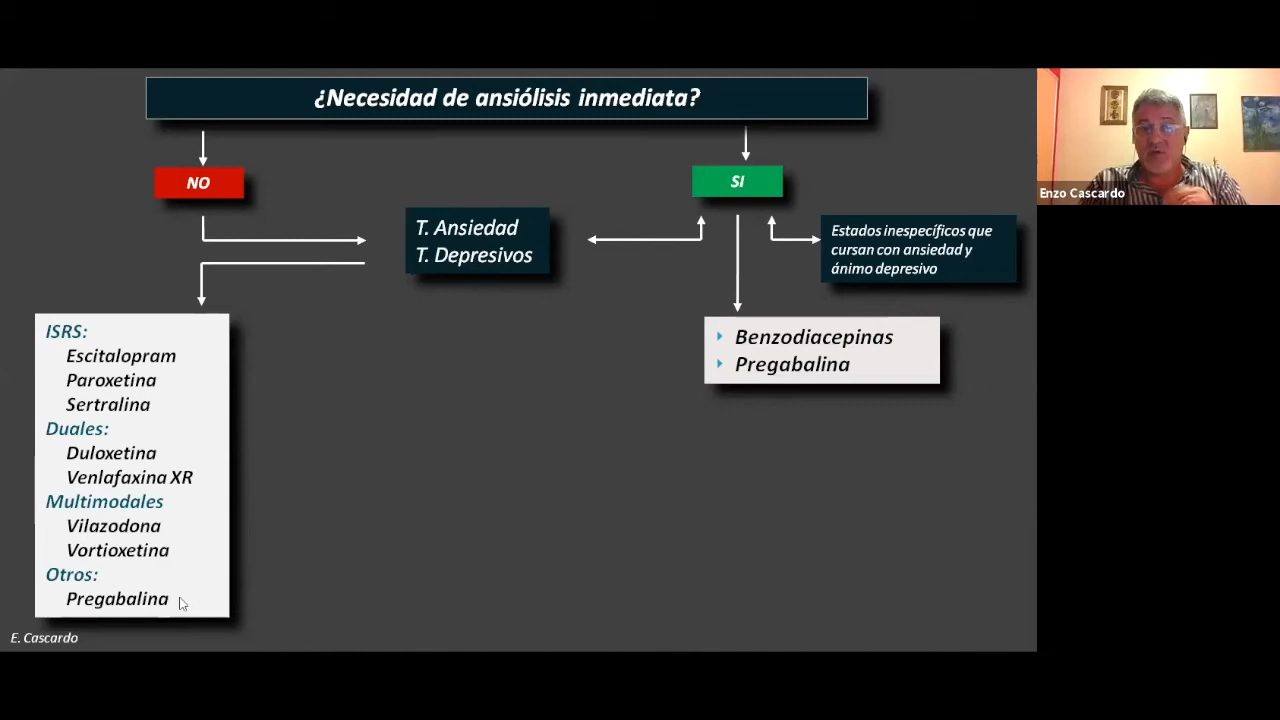 ¿Necesidad de ansiólisis inmediata?
NO
SI
T. Ansiedad
T. Depresivos
Estados inespecíficos que
cursan con ansiedad y
ánimo depresivo
ISRS:
Escitalopram
Paroxetina
Sertralina
Duales:
Duloxetina
Venlafaxina XR
Multimodales
Vilazodona
Vortioxetina
Otros:
Pregabalina
Benzodiacepinas
Pregabalina
E. Cascardo
Enzo Cascardo